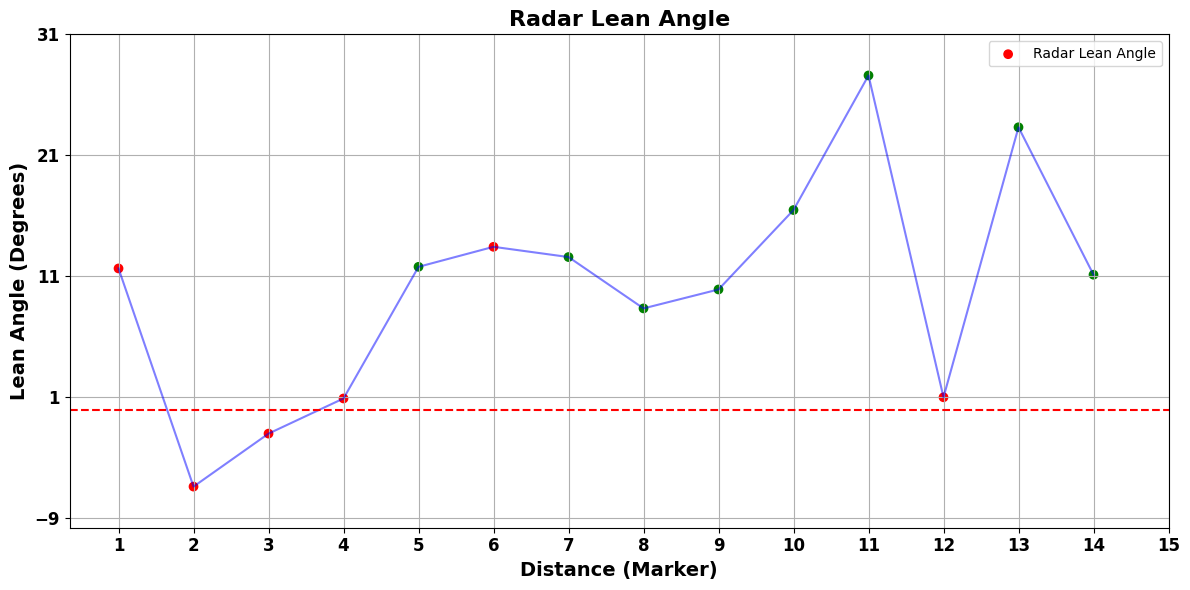 Radar Lean Angle
Radar Lean Angle
Lean Angle (Degrees)
31
21
11
1
−9
1 2 3 4 5 6 7 8 9 10 11 12 13 14 15
Distance (Marker)